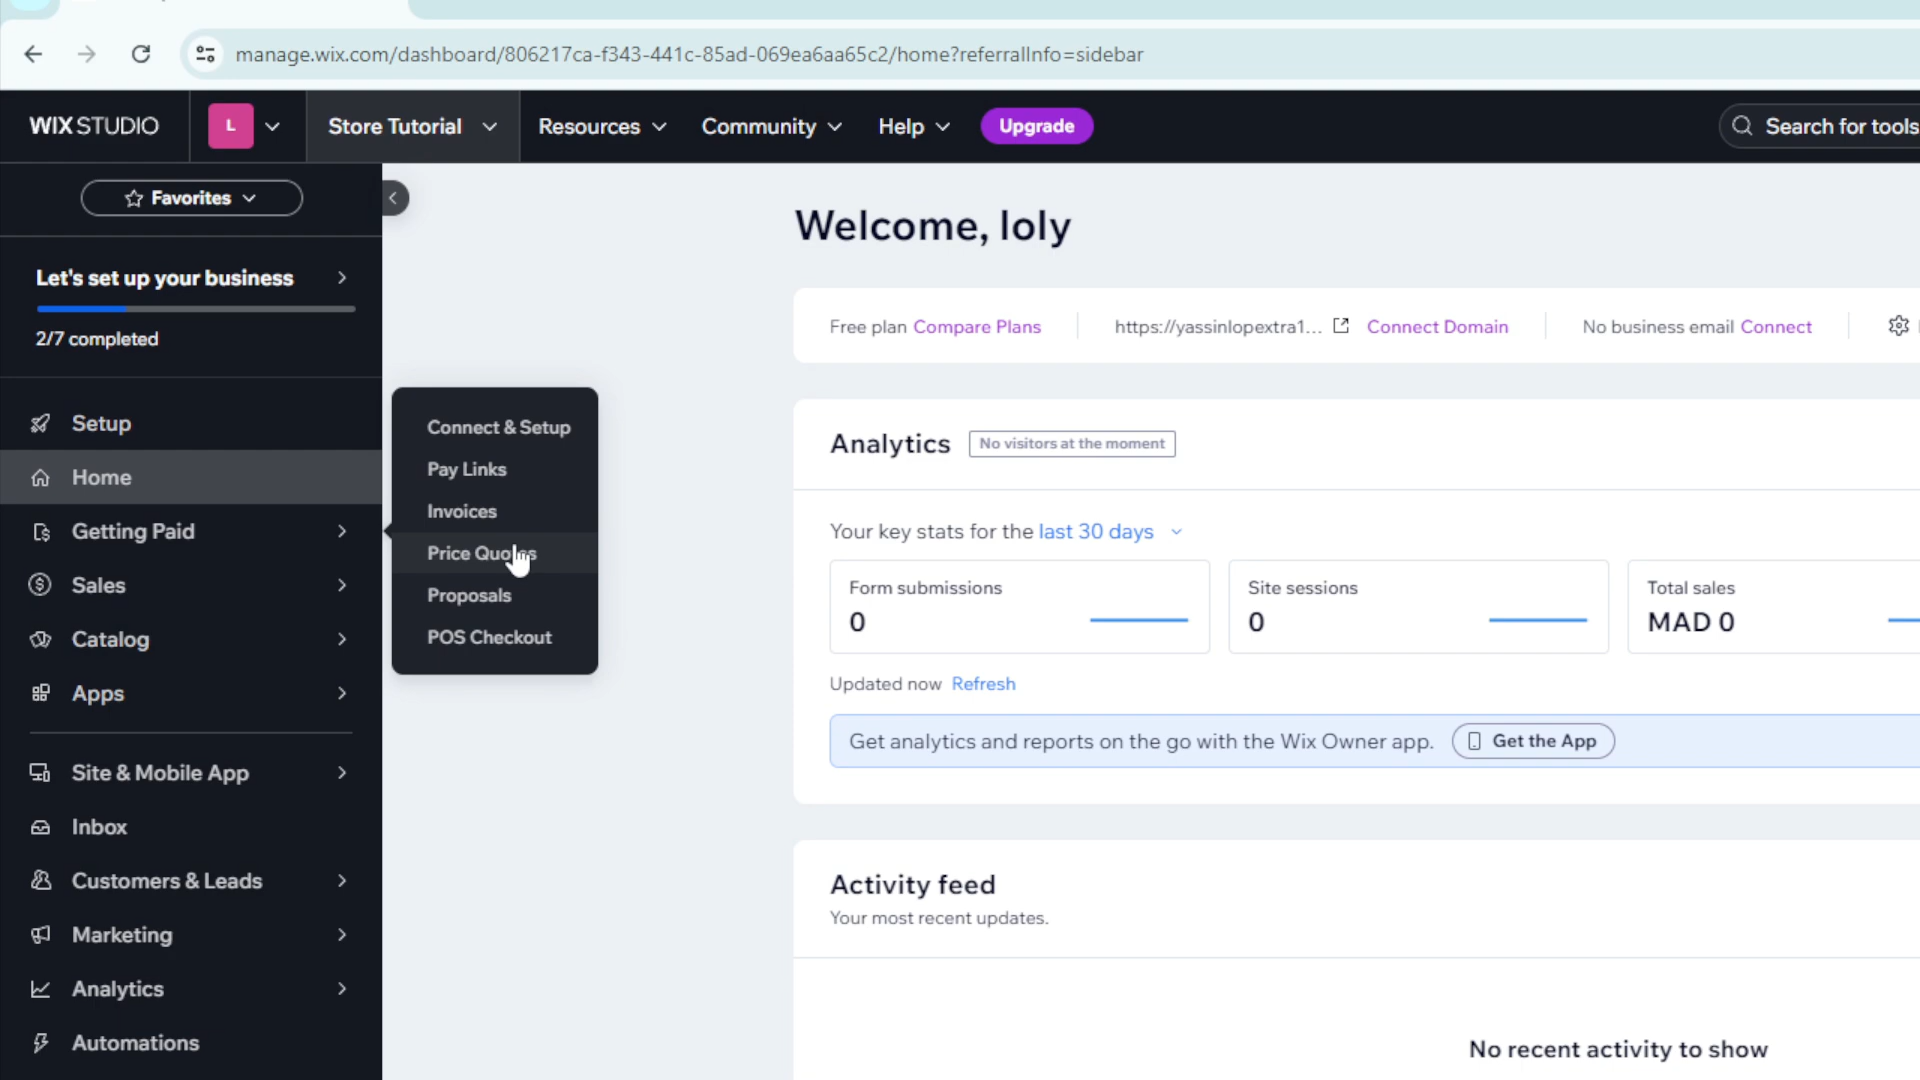 manage.wix.com/dashboard/806217ca-f343-441c-85ad-069ea6aa65c2/home?referralInfo=sidebar
WIX STUDIO
L
Store Tutorial
Resources
Community
Help
Upgrade
Search for tools
Favorites
Let's set up your business
2/7 completed
Setup
Home
Getting Paid
Sales
Catalog
Apps
Site & Mobile App
Inbox
Customers & Leads
Marketing
Analytics
Automations
Connect & Setup
Pay Links
Invoices
Price Quotes
Proposals
POS Checkout
Welcome, loly
Free plan Compare Plans
https://yassinlopextra1... Connect Domain
No business email Connect
Analytics
No visitors at the moment
Your key stats for the last 30 days
Form submissions
0
Site sessions
0
Total sales
MAD 0
Updated now Refresh
Get analytics and reports on the go with the Wix Owner app.
Get the App
Activity feed
Your most recent updates.
No recent activity to show